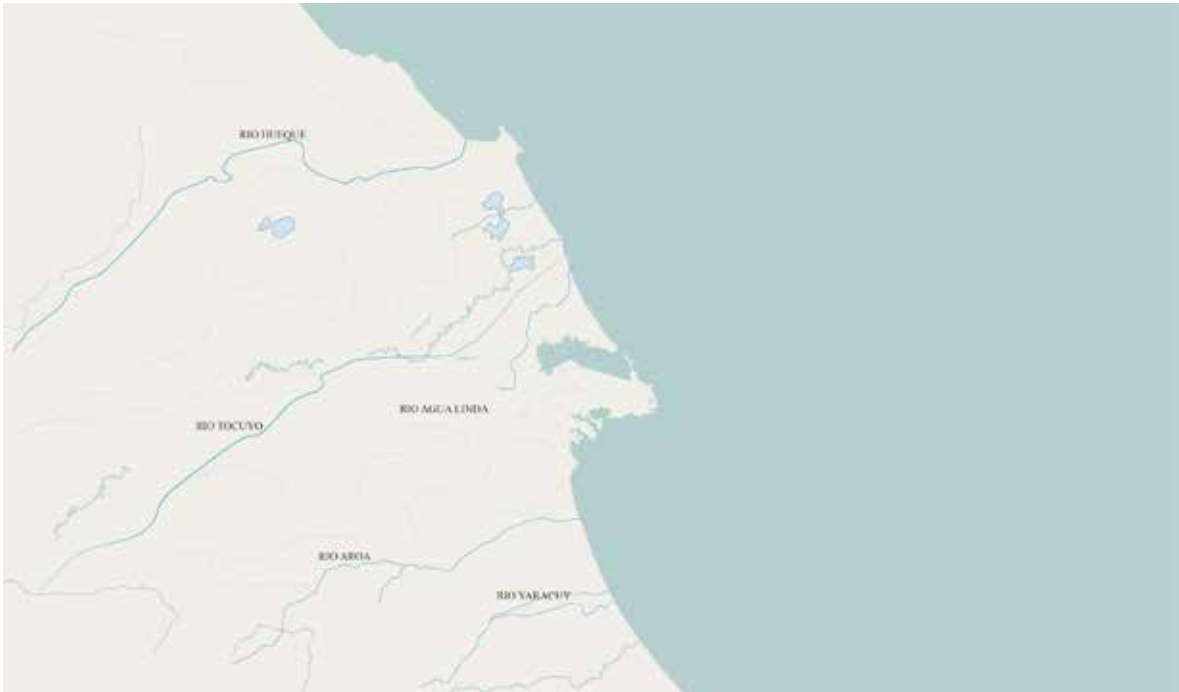 RIO HUEQUE
RIO AGUA LINDA
RIO TOCUYO
RIO AROA
RIO YARACUY